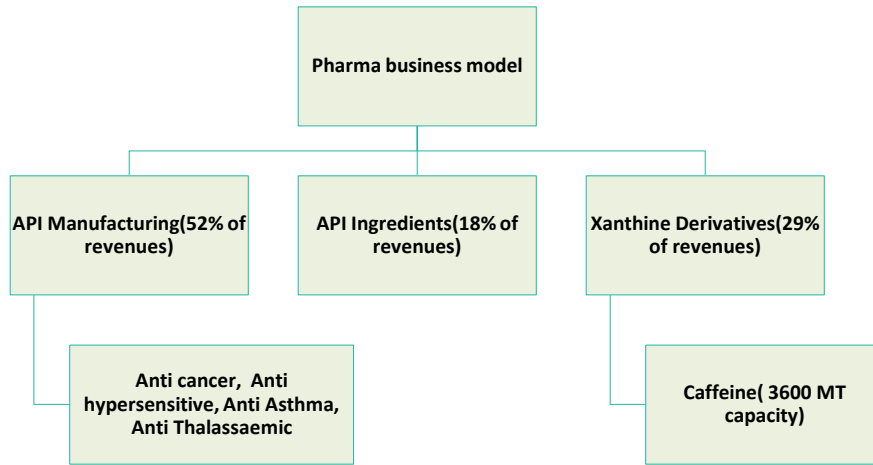 Pharma business model
API Manufacturing(52% of
revenues)
API Ingredients(18% of
revenues)
Xanthine Derivatives(29%
of revenues)
Anti cancer,  Anti
hypersensitive, Anti Asthma,
Anti Thalassaemic
Caffeine( 3600 MT
capacity)